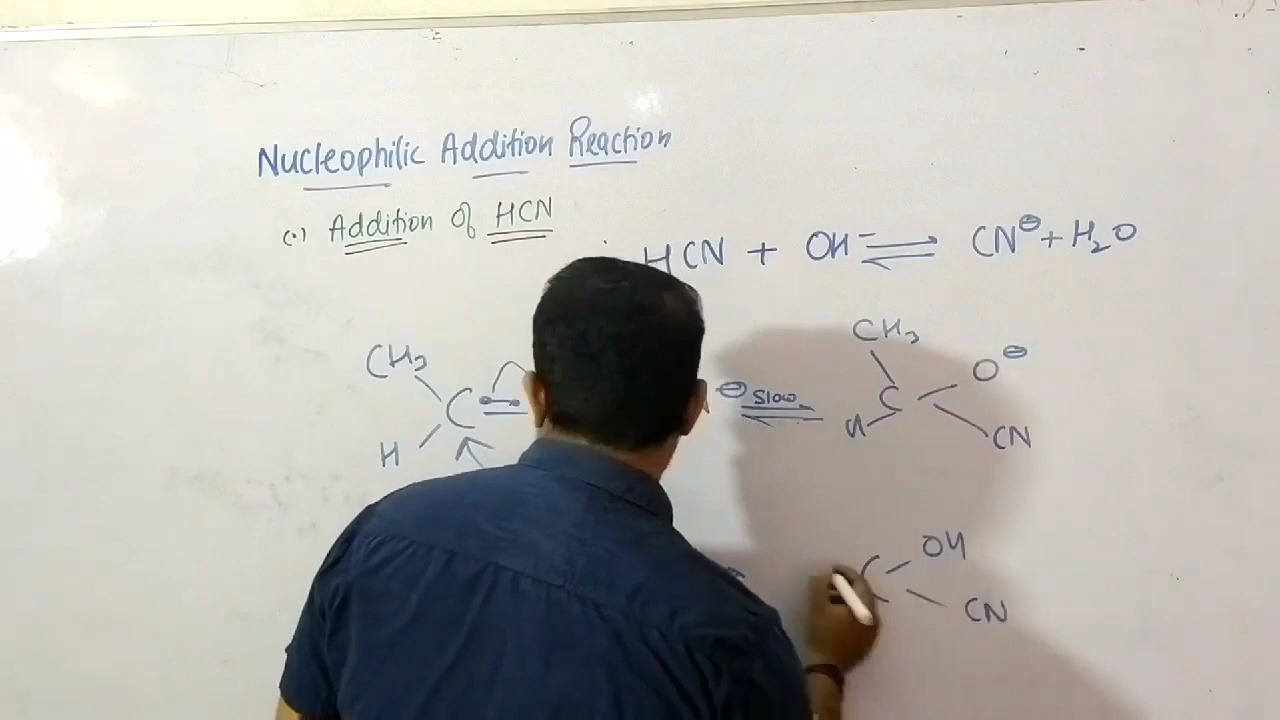 Nucleophilic Addition Reaction
(•) Addition of HCN
HCN + OH⁻ ⇌ CN⊖ + H₂O
CH₃
C
H
⊖ Slow ⇌
CH₃
C
O⊖
H
CN
C
OH
CN